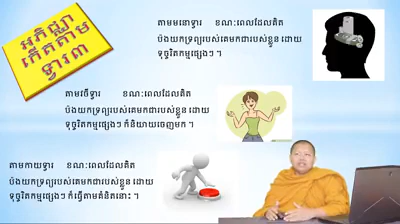 អភិជ្ឈា
កើតតាម
ទ្វារ៣
តាមមនោទ្វារ ខណៈពេលដែលគិត
ប៉ងយកទ្រព្យរបស់គេមកជារបស់ខ្លួន ដោយ
ទុច្ចរិតកម្មផ្សេងៗ ។
តាមវចីទ្វារ ខណៈពេលដែលគិត
ប៉ងយកទ្រព្យរបស់គេមកជារបស់ខ្លួន ដោយ
ទុច្ចរិតកម្មផ្សេងៗ ក៏និយាយចេញមក ។
តាមកាយទ្វារ ខណៈពេលដែលគិត
ប៉ងយកទ្រព្យរបស់គេមកជារបស់ខ្លួន ដោយ
ទុច្ចរិតកម្មផ្សេងៗ ក៏ធ្វើតាមគំនិតនោះ ។